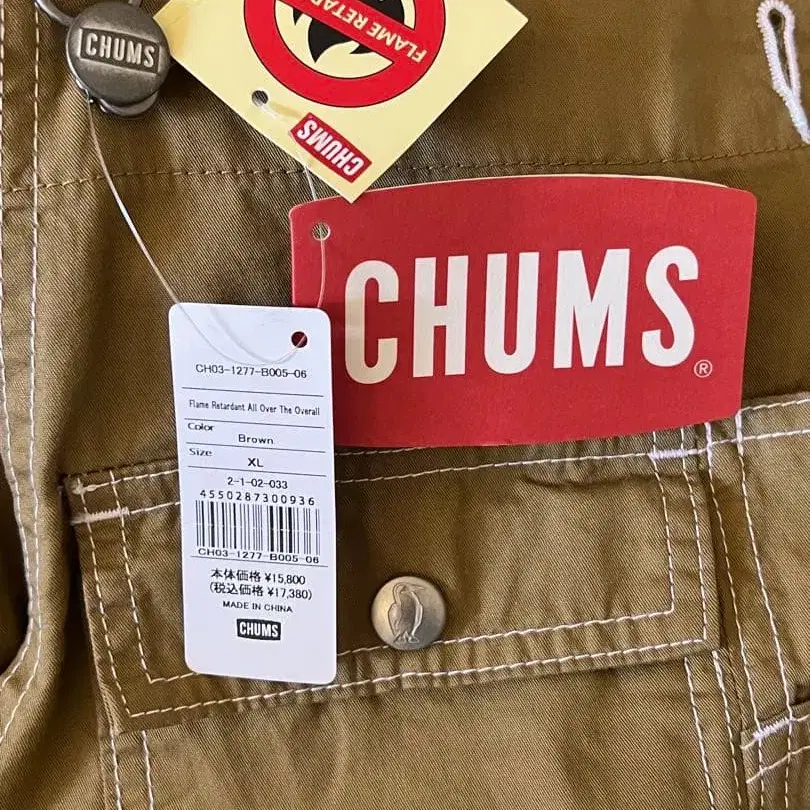 CHUMS
FLAME RETAR
CHUMS
CHUMS®
CH03-1277-B005-06
Flame Retardant All Over The Overall
Color
Brown
Size
XL
2-1-02-033
4550287300936
CH03-1277-B005-06
本体価格 ¥15,800
(税込価格 ¥17,380)
MADE IN CHINA
CHUMS